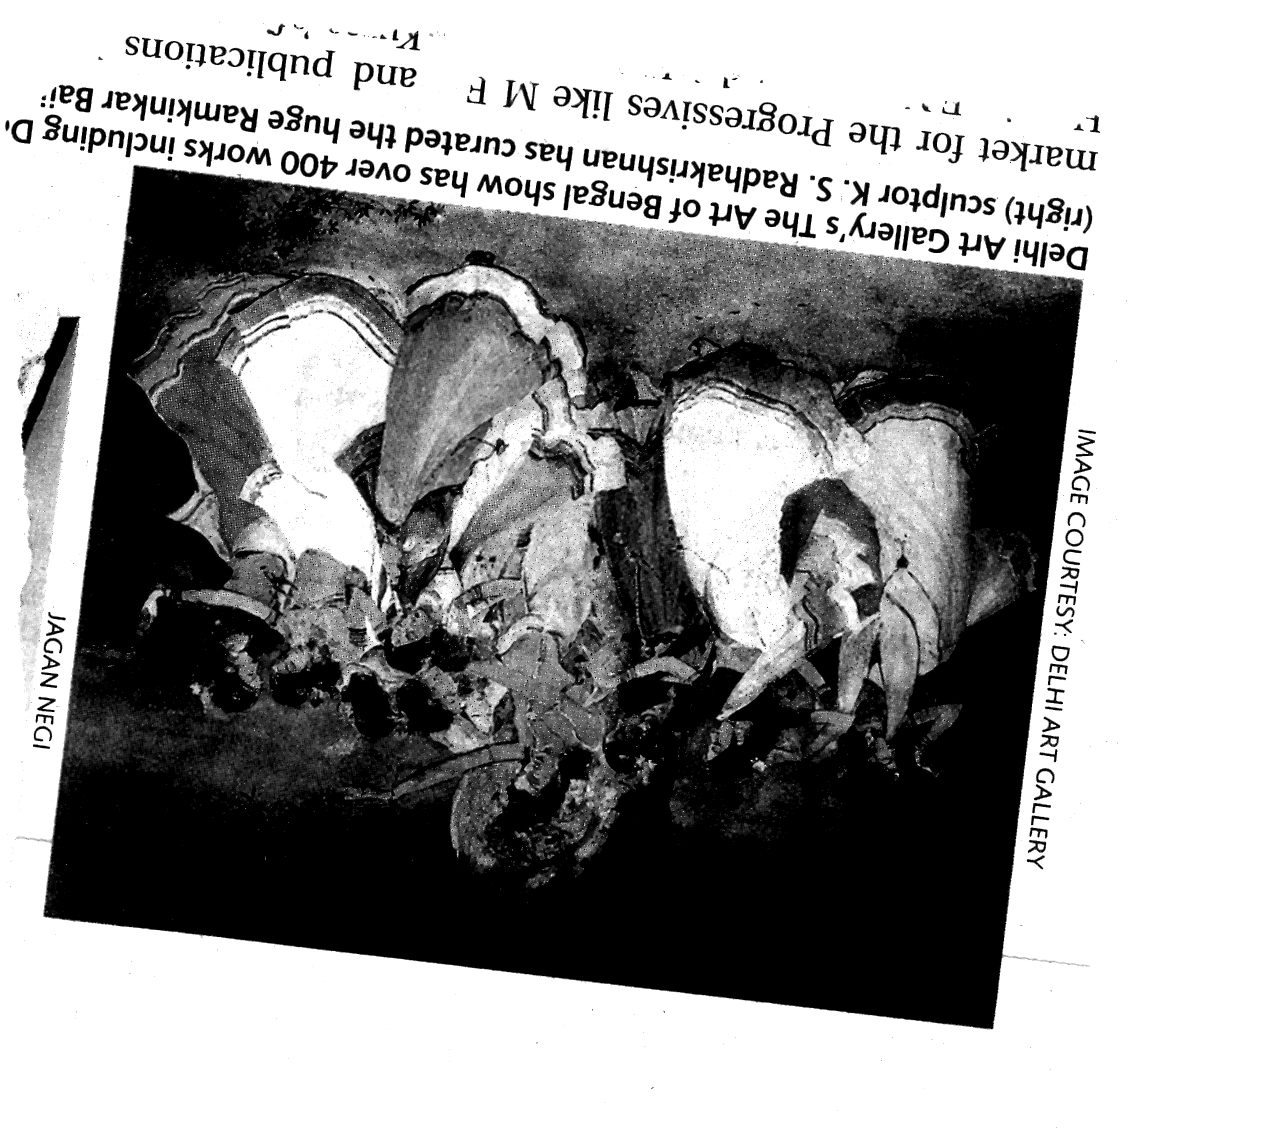 Delhi Art Gallery's The Art of Bengal show has over 400 works including
(right) sculptor K. S. Radhakrishnan has curated the huge Ramkinkar
market for the Progressives like M F
and publications
IMAGE COURTESY: DELHI ART GALLERY
JAGAN NEGI